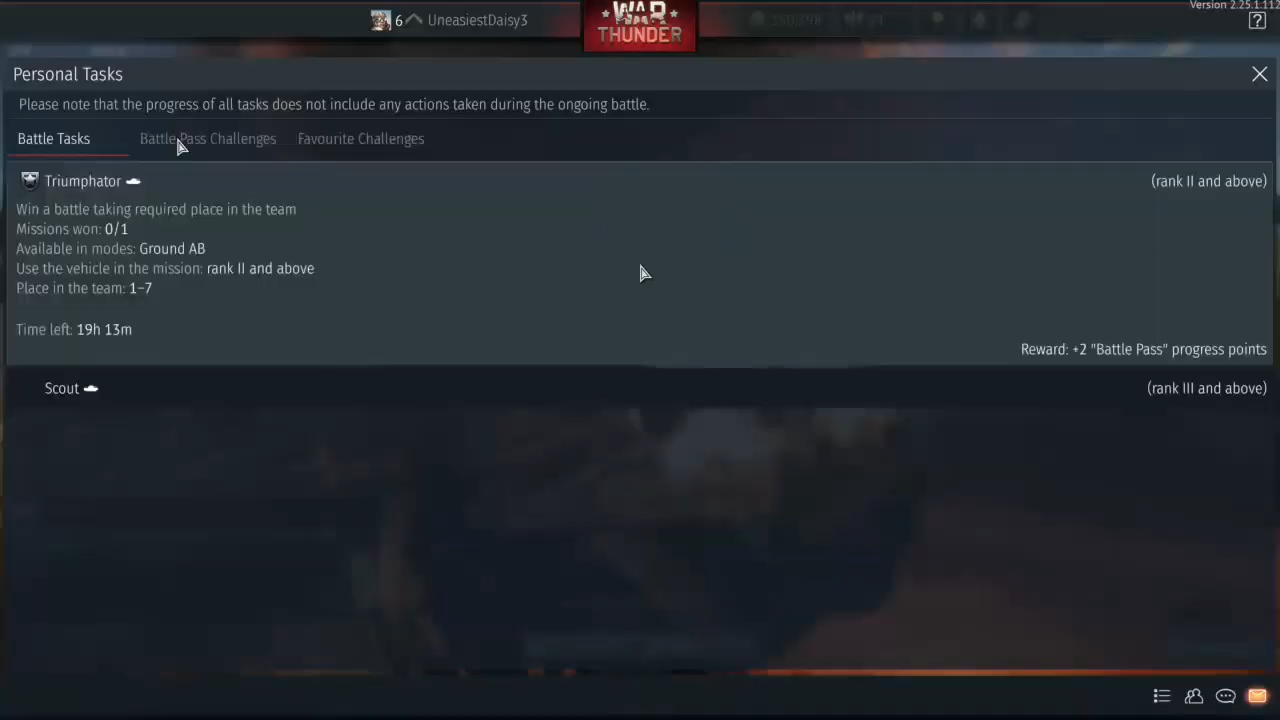 Version 2.25.1.112
6 UneasiestDaisy3
WAR THUNDER
Personal Tasks
Please note that the progress of all tasks does not include any actions taken during the ongoing battle.
Battle Tasks Battle Pass Challenges Favourite Challenges
Triumphator (rank II and above)
Win a battle taking required place in the team
Missions won: 0/1
Available in modes: Ground AB
Use the vehicle in the mission: rank II and above
Place in the team: 1–7
Time left: 19h 13m
Reward: +2 "Battle Pass" progress points
Scout (rank III and above)